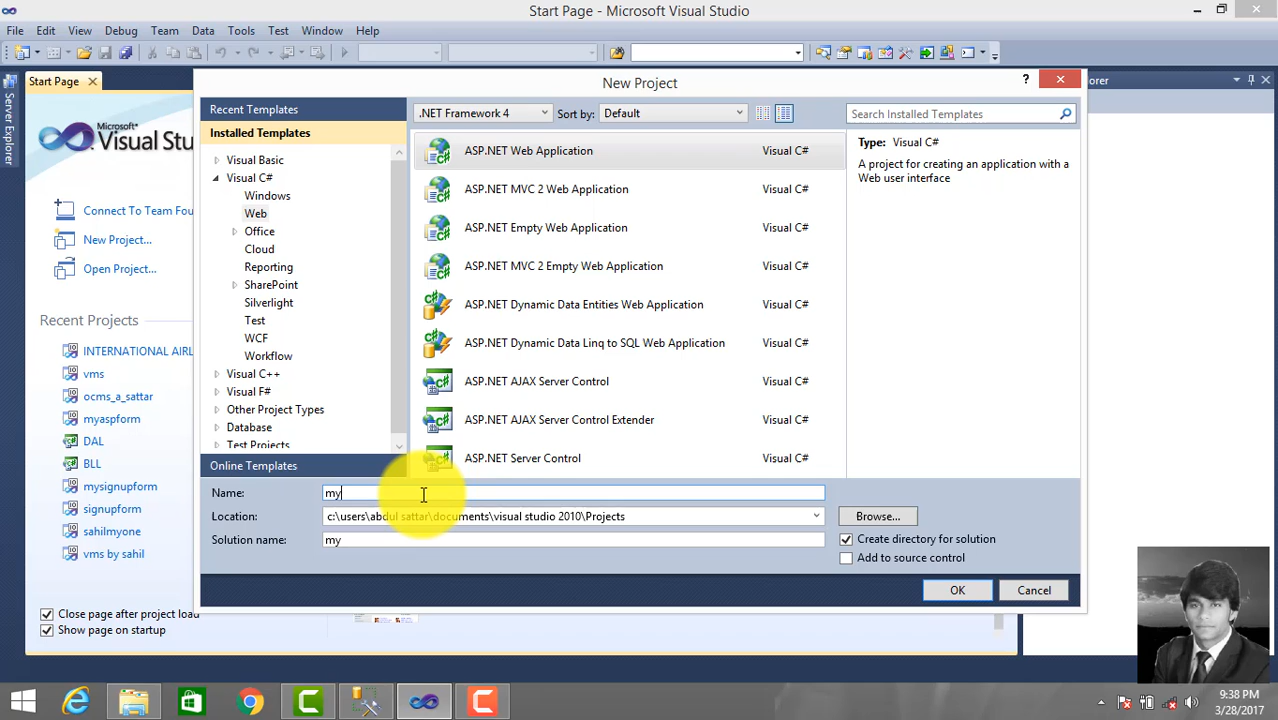 Start Page - Microsoft Visual Studio
File Edit View Debug Team Data Tools Test Window Help
Start Page
Server Explorer
Microsoft®
Visual Stu
Connect To Team Fou
New Project...
Open Project...
Recent Projects
INTERNATIONAL AIRL
vms
ocms_a_sattar
myaspform
DAL
BLL
mysignupform
signupform
sahilmyone
vms by sahil
Close page after project load
Show page on startup
New Project
?
Recent Templates
Installed Templates
Visual Basic
Visual C#
Windows
Web
Office
Cloud
Reporting
SharePoint
Silverlight
Test
WCF
Workflow
Visual C++
Visual F#
Other Project Types
Database
Test Projects
Online Templates
.NET Framework 4 Sort by: Default
ASP.NET Web Application Visual C#
ASP.NET MVC 2 Web Application Visual C#
ASP.NET Empty Web Application Visual C#
ASP.NET MVC 2 Empty Web Application Visual C#
ASP.NET Dynamic Data Entities Web Application Visual C#
ASP.NET Dynamic Data Linq to SQL Web Application Visual C#
ASP.NET AJAX Server Control Visual C#
ASP.NET AJAX Server Control Extender Visual C#
ASP.NET Server Control Visual C#
Search Installed Templates
Type: Visual C#
A project for creating an application with a
Web user interface
Name: my
Location: c:\users\abdul sattar\documents\visual studio 2010\Projects Browse...
Solution name: my
Create directory for solution
Add to source control
OK Cancel
orer
9:38 PM
3/28/2017